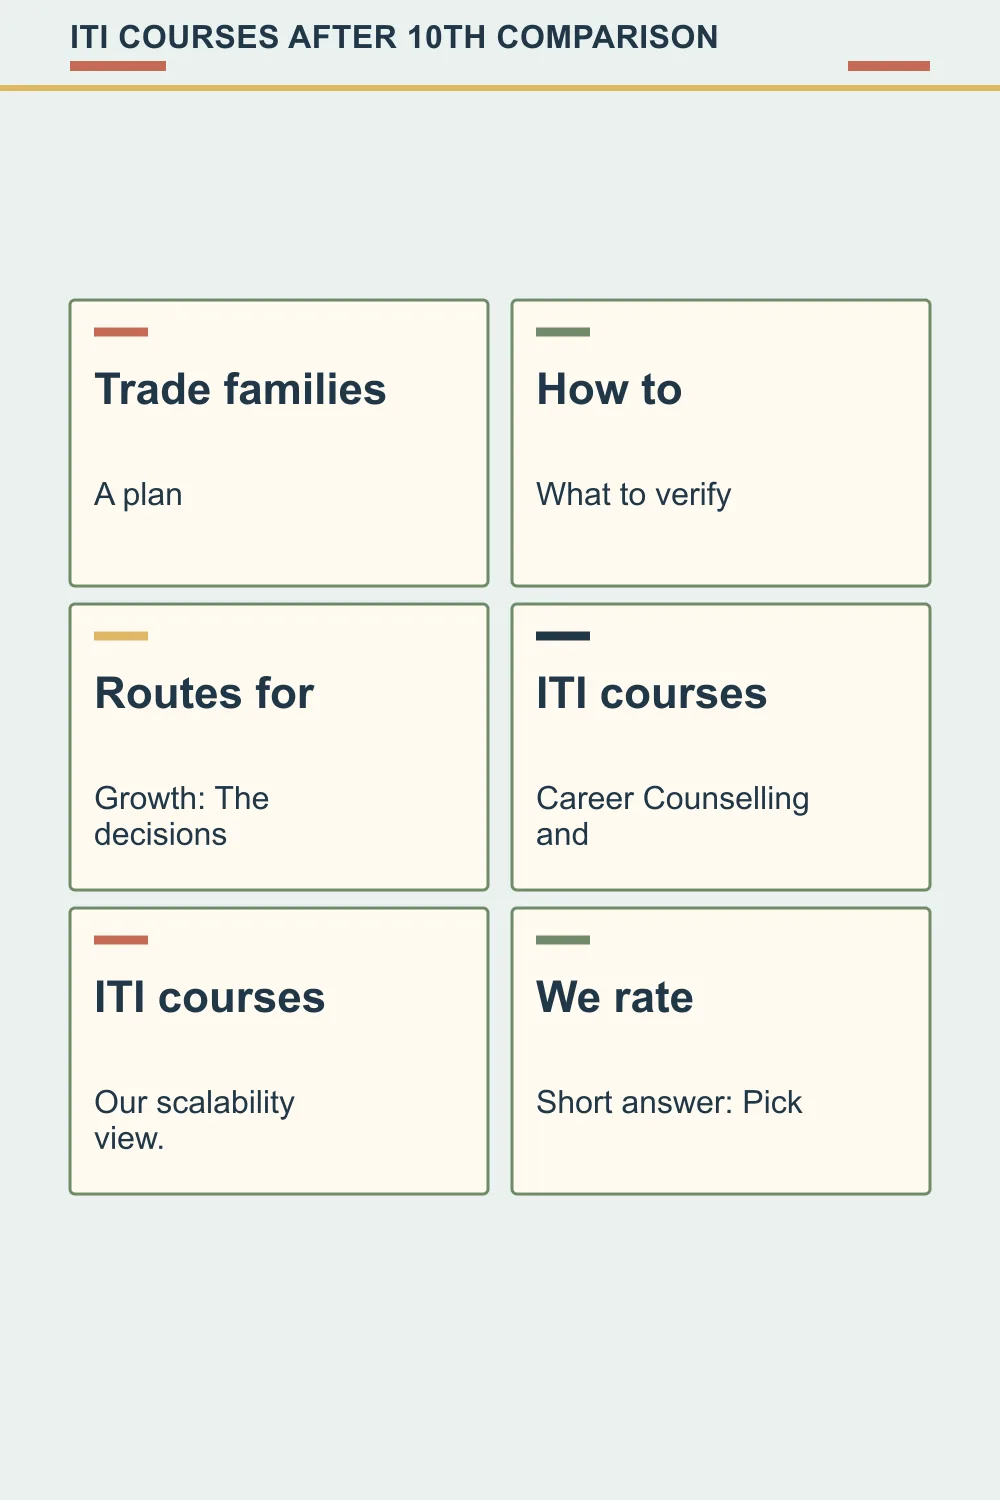 ITI COURSES AFTER 10TH COMPARISON
Trade families
A plan
How to
What to verify
Routes for
Growth: The
decisions
ITI courses
Career Counselling
and
ITI courses
Our scalability
view.
We rate
Short answer: Pick